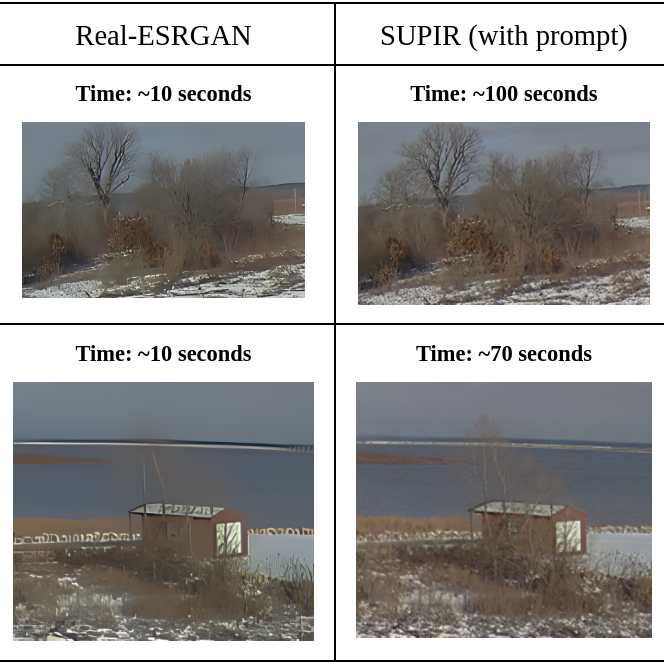 Real-ESRGAN
SUPIR (with prompt)
Time: ~10 seconds
Time: ~100 seconds
Time: ~10 seconds
Time: ~70 seconds